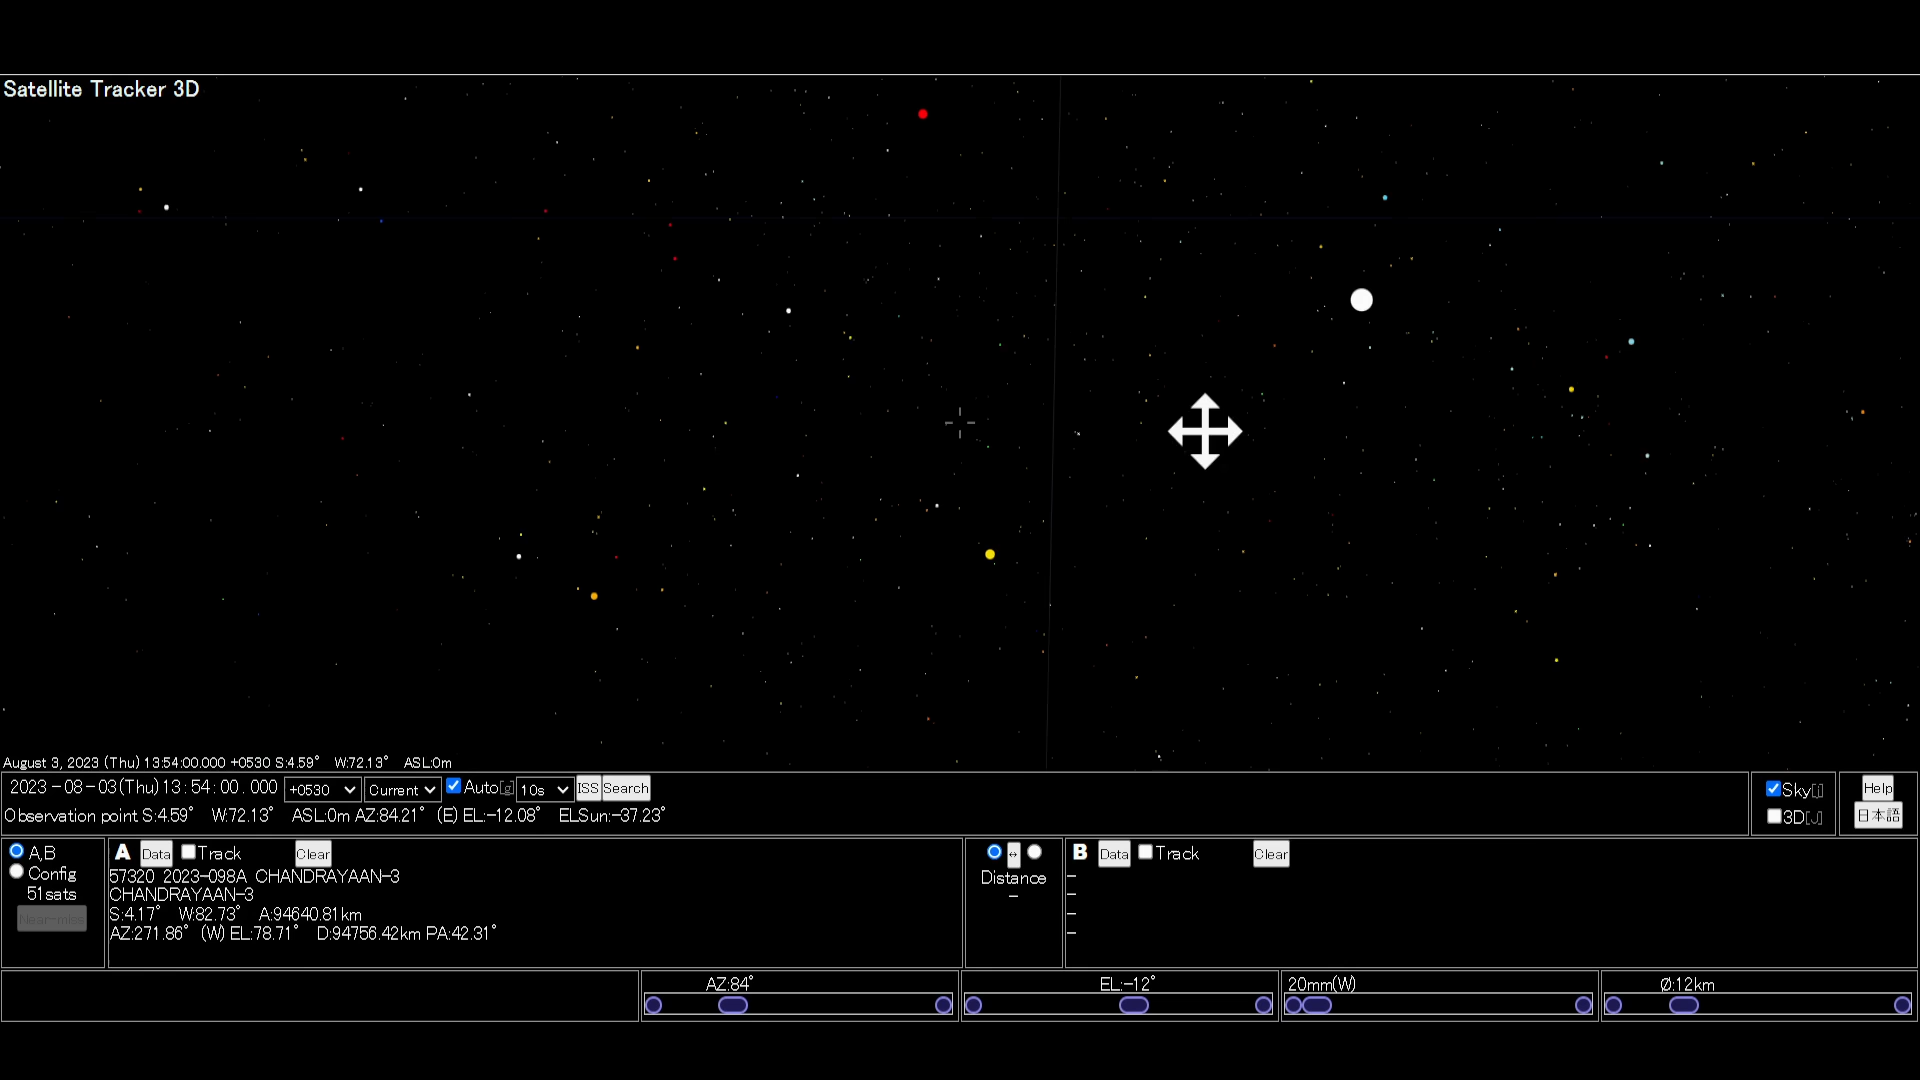 Satellite Tracker 3D
August 3, 2023 (Thu) 13:54:00.000 +0530 S:4.59° W:72.13° ASL:0m
2023-08-03(Thu)13:54:00.000 +0530 Current Auto[g] 10s ISS Search
Observation point S:4.59° W:72.13° ASL:0m AZ:84.21° (E) EL:-12.08° ELSun:-37.23°
Sky[i]
3D[J]
Help
日本語
A,B
Config
51sats
Near-miss
A Data Track Clear
57320 2023-098A CHANDRAYAAN-3
CHANDRAYAAN-3
S:4.17° W:82.73° A:94640.81km
AZ:271.86° (W) EL:78.71° D:94756.42km PA:42.31°
↔
Distance
-
B Data Track Clear
-
-
-
-
AZ:84°
EL:-12°
20mm(W)
Ø:12km